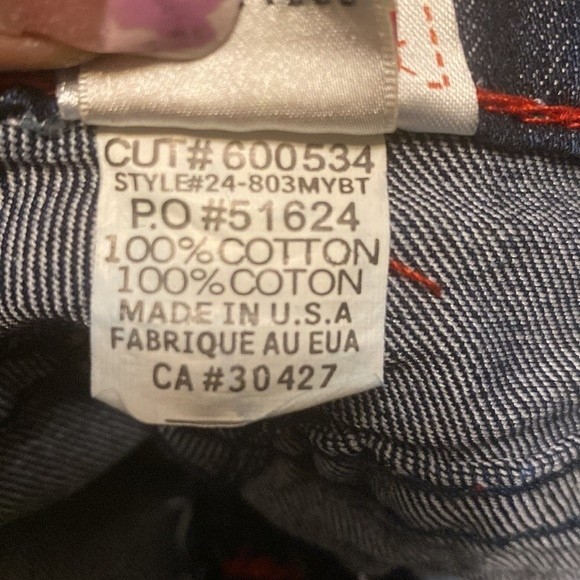 CUT# 600534
STYLE#24-803MYBT
P.O #51624
100% COTTON
100% COTON
MADE IN U.S.A
FABRIQUE AU EUA
CA #30427